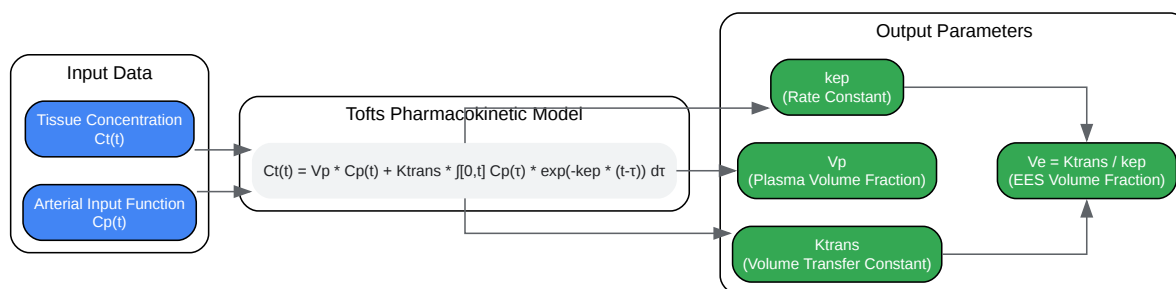 Input Data
Tissue Concentration
Ct(t)
Arterial Input Function
Cp(t)
Tofts Pharmacokinetic Model
Ct(t) = Vp * Cp(t) + Ktrans * ∫[0,t] Cp(τ) * exp(-kep * (t-τ)) dτ
Output Parameters
kep
(Rate Constant)
Vp
(Plasma Volume Fraction)
Ktrans
(Volume Transfer Constant)
Ve = Ktrans / kep
(EES Volume Fraction)